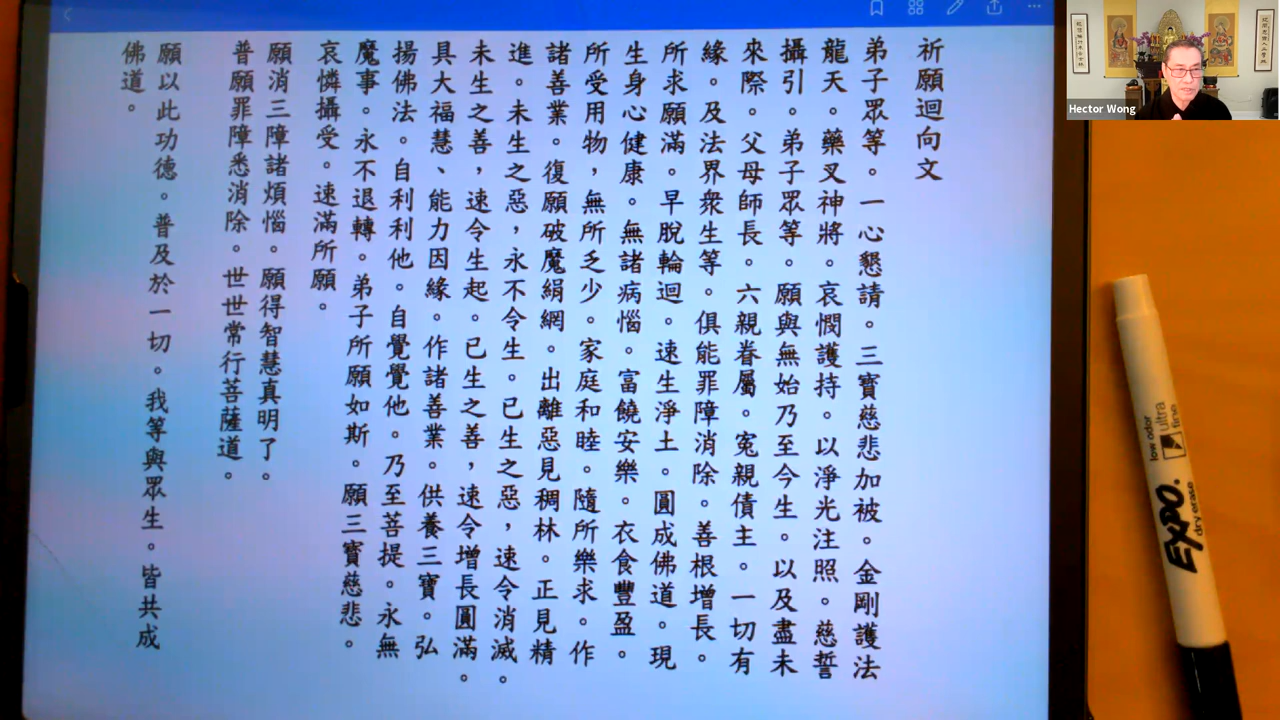 祈願迴向文
弟子眾等。一心懇請。三寶慈悲加被。金剛護法
龍天。藥叉神將。哀憫護持。以淨光注照。慈誓
攝引。弟子眾等。願與無始乃至今生。以及盡未
來際。父母師長。六親眷屬。冤親債主。一切有
緣。及法界衆生等。俱能罪障消除。善根增長。
所求願滿。早脫輪迴。速生淨土。圓成佛道。現
生身心健康。無諸病惱。富饒安樂。衣食豐盈。
所受用物，無所乏少。家庭和睦。隨所樂求。作
諸善業。復願破魔絹網。出離惡見稠林。正見精
進。未生之惡，永不令生。已生之惡，速令消滅。
未生之善，速令生起。已生之善，速令增長圓滿。
具大福慧、能力因緣。作諸善業。供養三寶。弘
揚佛法。自利利他。自覺覺他。乃至菩提。永無
魔事。永不退轉。弟子所願如斯。願三寶慈悲。
哀憐攝受。速滿所願。
願消三障諸煩惱。願得智慧真明了。
普願罪障悉消除。世世常行菩薩道。
願以此功德。普及於一切。我等與眾生。皆共成
佛道。
Hector Wong
low odor
ultra
fine
EXPO.
dry erase